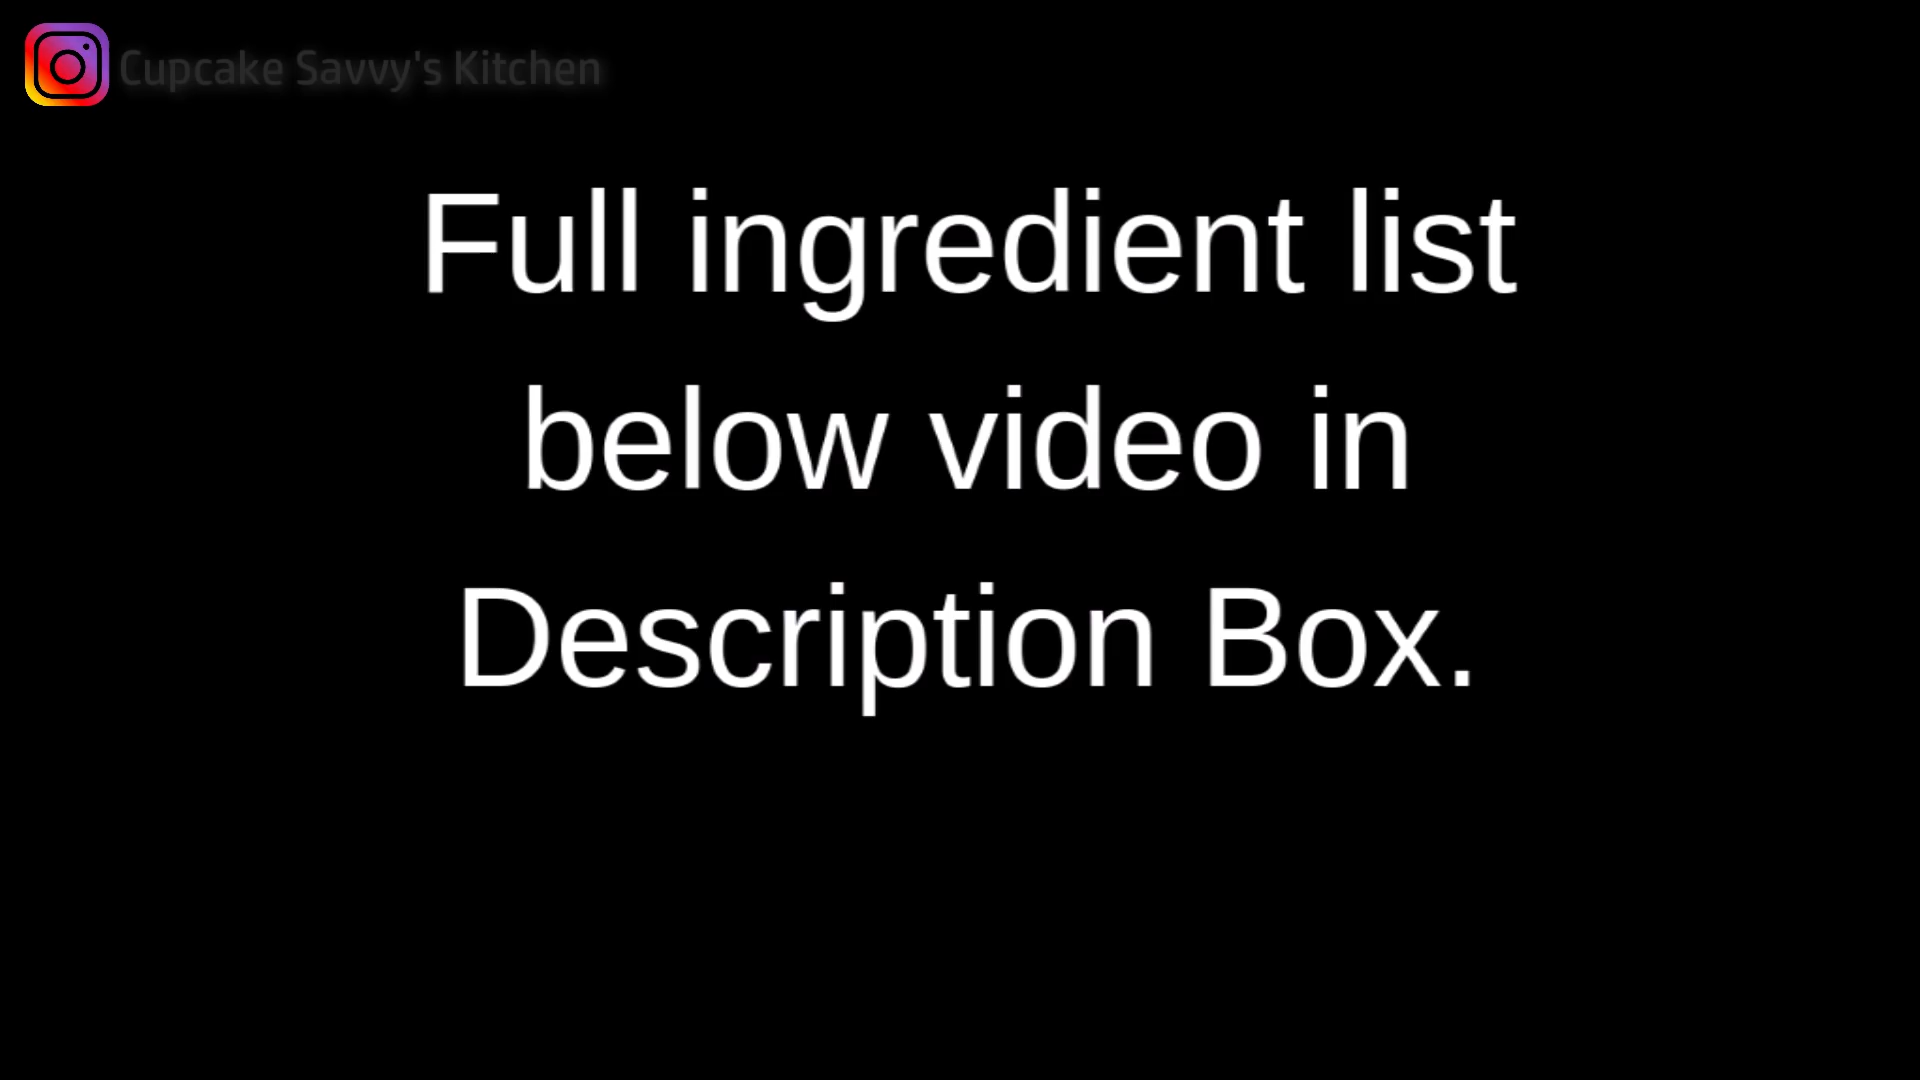 Cupcake Savvy's Kitchen
Full ingredient list
below video in
Description Box.